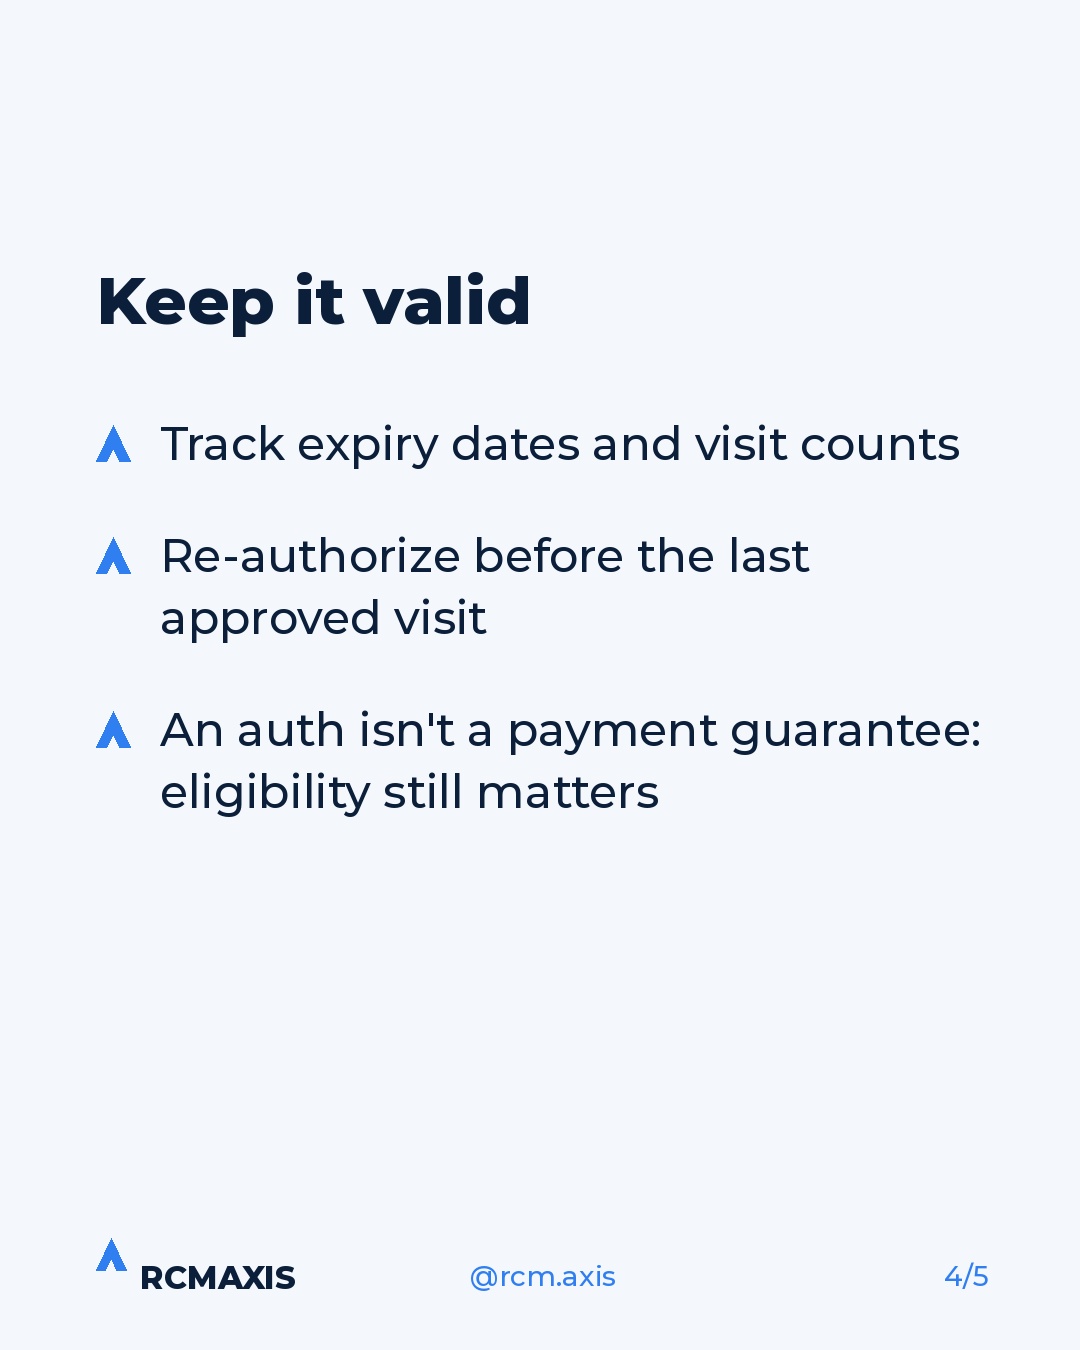 Keep it valid
Track expiry dates and visit counts
Re-authorize before the last
approved visit
An auth isn't a payment guarantee:
eligibility still matters
RCMAXIS
@rcm.axis
4/5